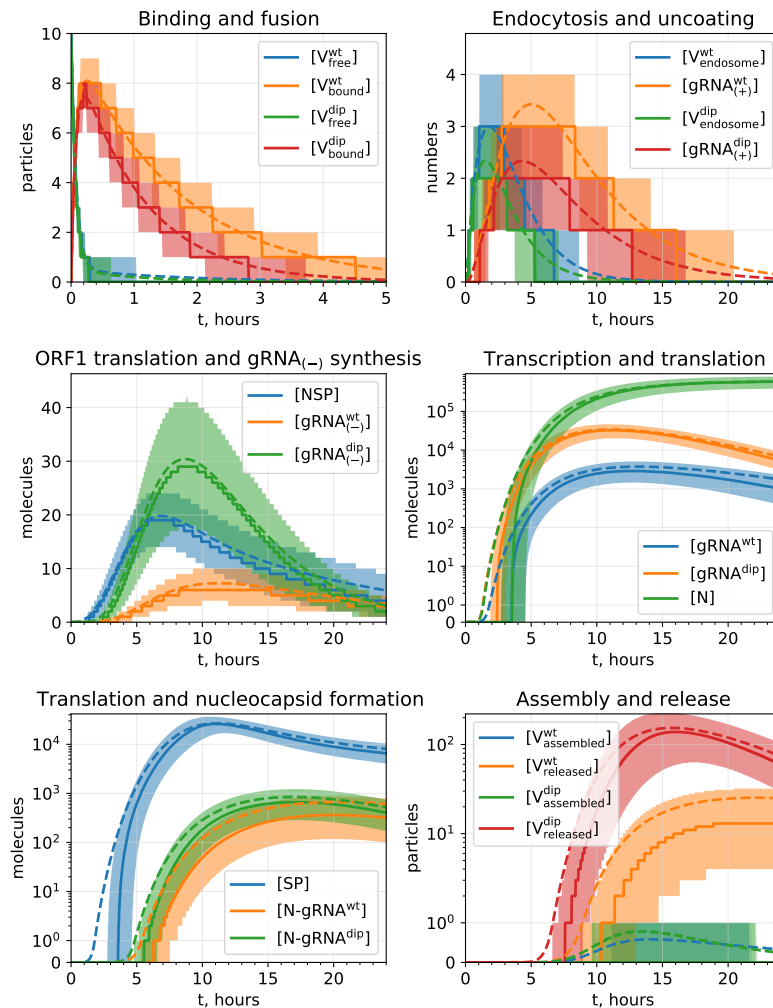 Binding and fusion
[V^wt_free]
[V^wt_bound]
[V^dip_free]
[V^dip_bound]
particles
10
8
6
4
2
0
0 1 2 3 4 5
t, hours
Endocytosis and uncoating
[V^wt_endosome]
[gRNA^wt_(+)]
[V^dip_endosome]
[gRNA^dip_(+)]
numbers
4
3
2
1
0
0 5 10 15 20
t, hours
ORF1 translation and gRNA_(−) synthesis
[NSP]
[gRNA^wt_(−)]
[gRNA^dip_(−)]
molecules
40
30
20
10
0
0 5 10 15 20
t, hours
Transcription and translation
[gRNA^wt]
[gRNA^dip]
[N]
molecules
10^5
10^4
10^3
10^2
10^1
10^0
0
0 5 10 15 20
t, hours
Translation and nucleocapsid formation
[SP]
[N-gRNA^wt]
[N-gRNA^dip]
molecules
10^4
10^3
10^2
10^1
10^0
0
0 5 10 15 20
t, hours
Assembly and release
[V^wt_assembled]
[V^wt_released]
[V^dip_assembled]
[V^dip_released]
particles
10^2
10^1
10^0
0
0 5 10 15 20
t, hours